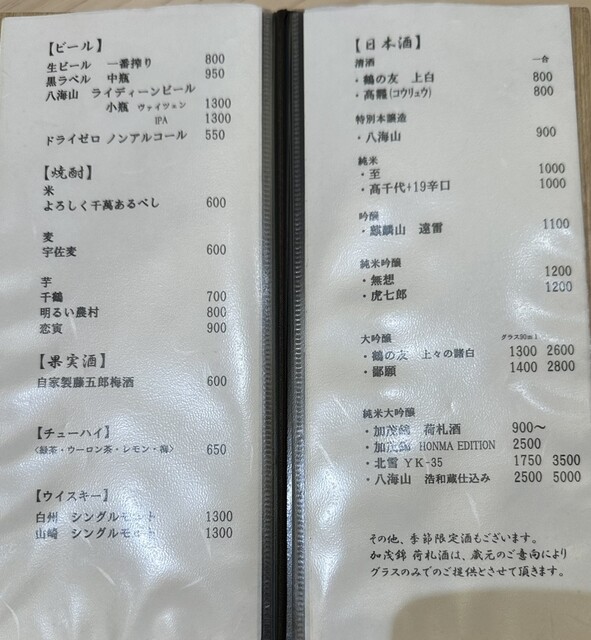 【ビール】
生ビール 一番搾り 800
黒ラベル 中瓶 950
八海山 ライディーンビール
小瓶 ヴァイツェン 1300
IPA 1300
ドライゼロ ノンアルコール 550
【焼酎】
米
よろしく千萬あるべし 600
麦
宇佐麦 600
芋
千鶴 700
明るい農村 800
恋寅 900
【果実酒】
自家製藤五郎梅酒 600
【チューハイ】
〈緑茶・ウーロン茶・レモン・梅〉 650
【ウイスキー】
白州 シングルモルト 1300
山崎 シングルモルト 1300
【日本酒】
清酒 一合
・鶴の友 上白 800
・高龗(コウリュウ) 800
特別本醸造
・八海山 900
純米
・至 1000
・高千代+19辛口 1000
吟醸
・麒麟山 遠雷 1100
純米吟醸
・無想 1200
・虎七郎 1200
大吟醸 グラス90ml
・鶴の友 上々の諸白 1300 2600
・鄙願 1400 2800
純米大吟醸
・加茂錦 荷札酒 900〜
・加茂錦 HONMA EDITION 2500
・北雪 YK-35 1750 3500
・八海山 浩和蔵仕込み 2500 5000
その他、季節限定酒もございます。
加茂錦 荷札酒は、蔵元のご意向により
グラスのみでのご提供とさせて頂きます。